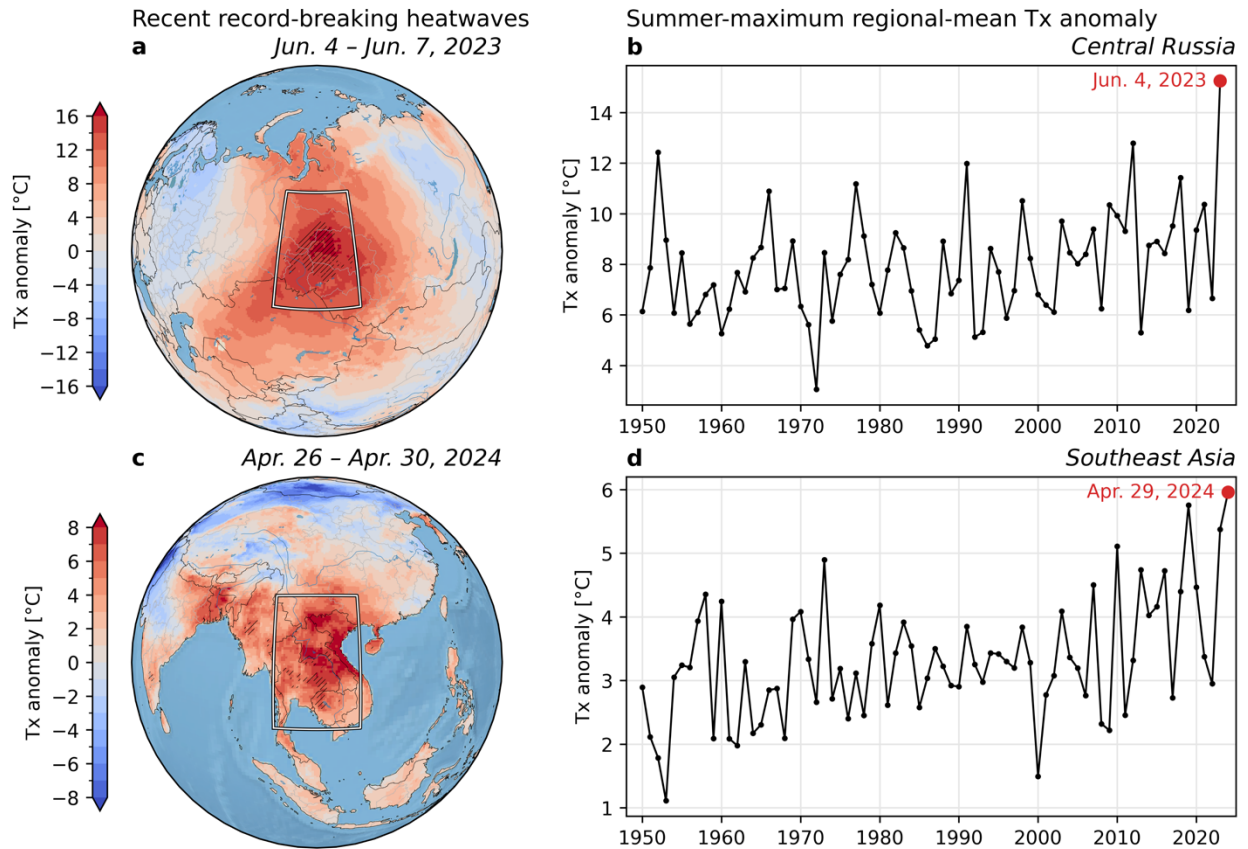 Recent record-breaking heatwaves
a Jun. 4 – Jun. 7, 2023
16
12
8
4
0
−4
−8
−12
−16
Tx anomaly [°C]
Summer-maximum regional-mean Tx anomaly
b Central Russia
Jun. 4, 2023
14
12
10
8
6
4
Tx anomaly [°C]
1950 1960 1970 1980 1990 2000 2010 2020
c Apr. 26 – Apr. 30, 2024
8
6
4
2
0
−2
−4
−6
−8
Tx anomaly [°C]
d Southeast Asia
Apr. 29, 2024
6
5
4
3
2
1
Tx anomaly [°C]
1950 1960 1970 1980 1990 2000 2010 2020